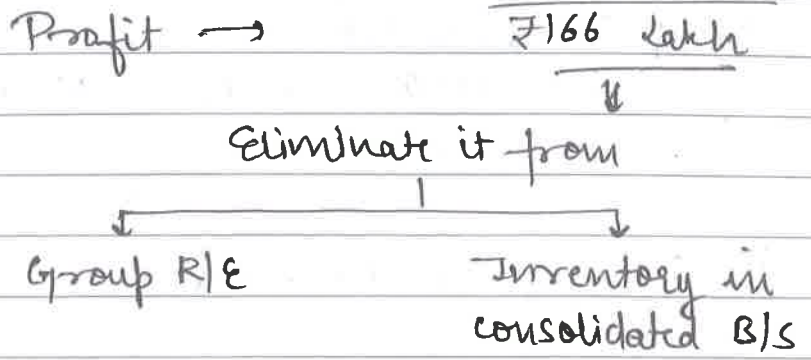 Profit → ₹166 Lakh
Eliminate it from
Group R/E Inventory in
consolidated B/S